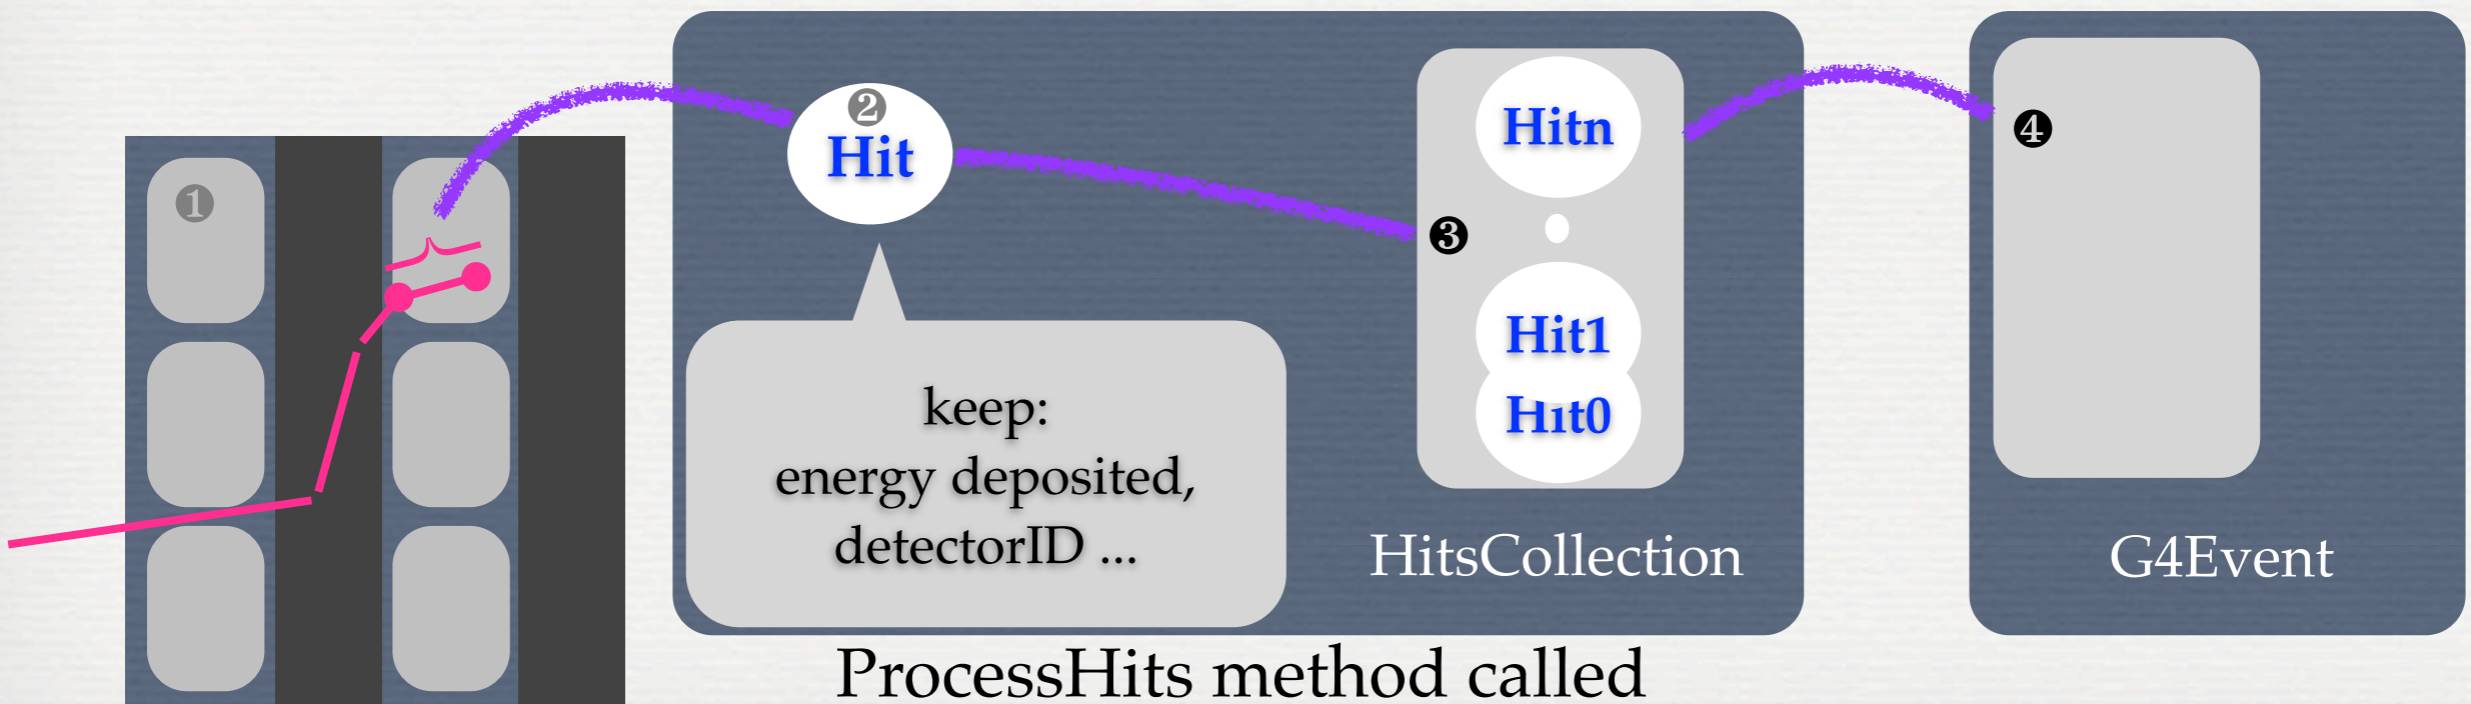 ❶
❷
Hit
keep:
energy deposited,
detectorID ...
❸
Hitn
Hit1
Hit0
HitsCollection
❹
G4Event
ProcessHits method called